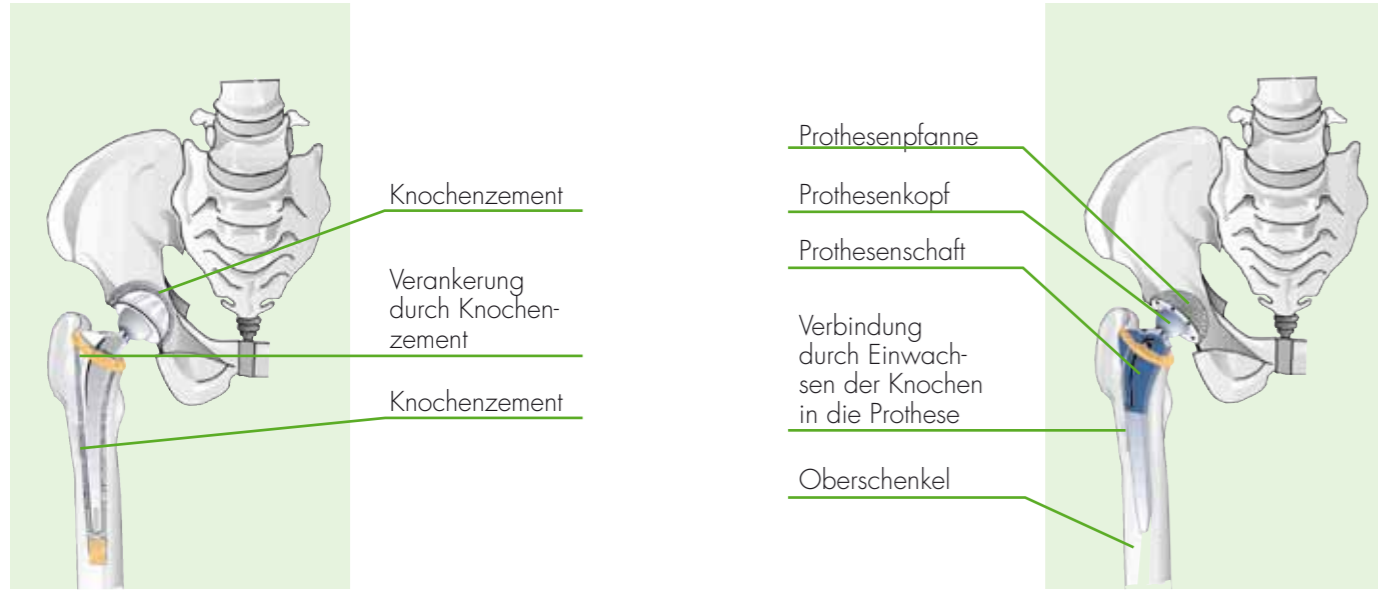 Knochenzement
Verankerung
durch Knochen-
zement
Knochenzement
Prothesenpfanne
Prothesenkopf
Prothesenschaft
Verbindung
durch Einwach-
sen der Knochen
in die Prothese
Oberschenkel